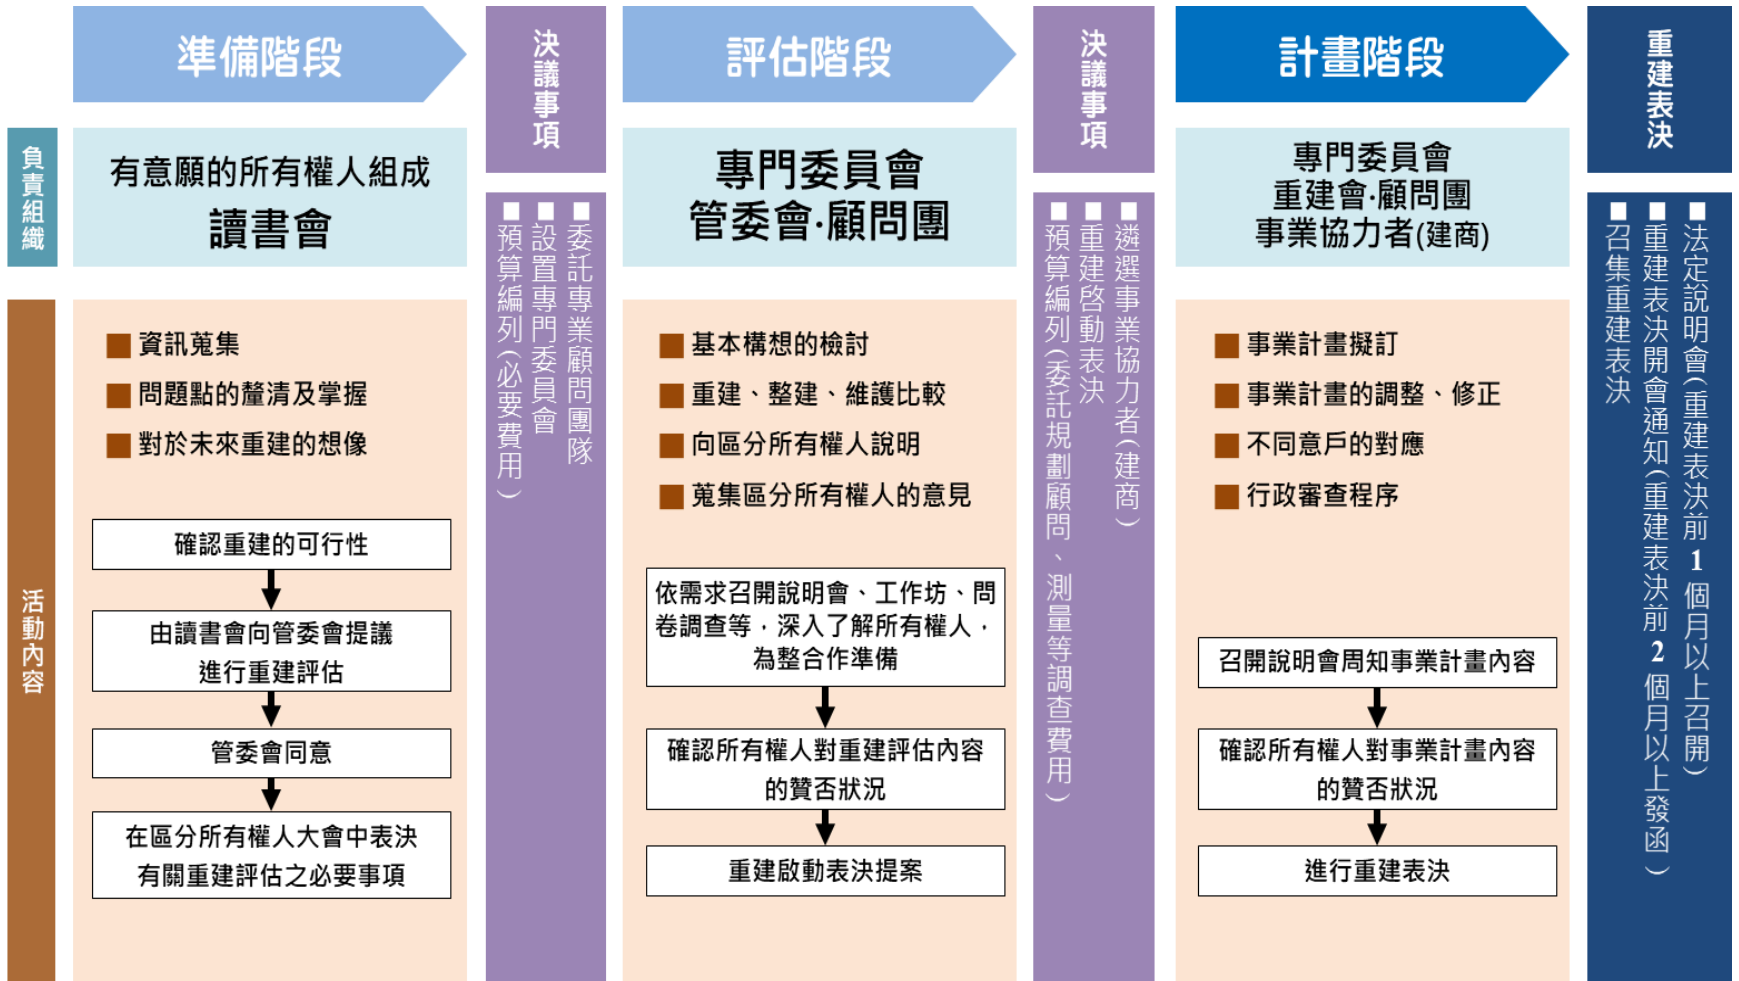 準備階段
決議事項
評估階段
決議事項
計畫階段
重建表決
負責組織
有意願的所有權人組成
讀書會
專門委員會
管委會·顧問團
專門委員會
重建會·顧問團
事業協力者(建商)
■委託專業顧問團隊
■設置專門委員會
■預算編列(必要費用)
■遴選事業協力者(建商)
■重建啓動表決
■預算編列(委託規劃顧問、測量等調查費用)
■法定說明會(重建表決前1個月以上召開)
■重建表決開會通知(重建表決前2個月以上發函)
■召集重建表決
活動內容
■資訊蒐集
■問題點的釐清及掌握
■對於未來重建的想像
確認重建的可行性
由讀書會向管委會提議
進行重建評估
管委會同意
在區分所有權人大會中表決
有關重建評估之必要事項
■基本構想的檢討
■重建、整建、維護比較
■向區分所有權人說明
■蒐集區分所有權人的意見
依需求召開說明會、工作坊、問
卷調查等，深入了解所有權人，
為整合作準備
確認所有權人對重建評估內容
的贊否狀況
重建啟動表決提案
■事業計畫擬訂
■事業計畫的調整、修正
■不同意戶的對應
■行政審查程序
召開說明會周知事業計畫內容
確認所有權人對事業計畫內容
的贊否狀況
進行重建表決